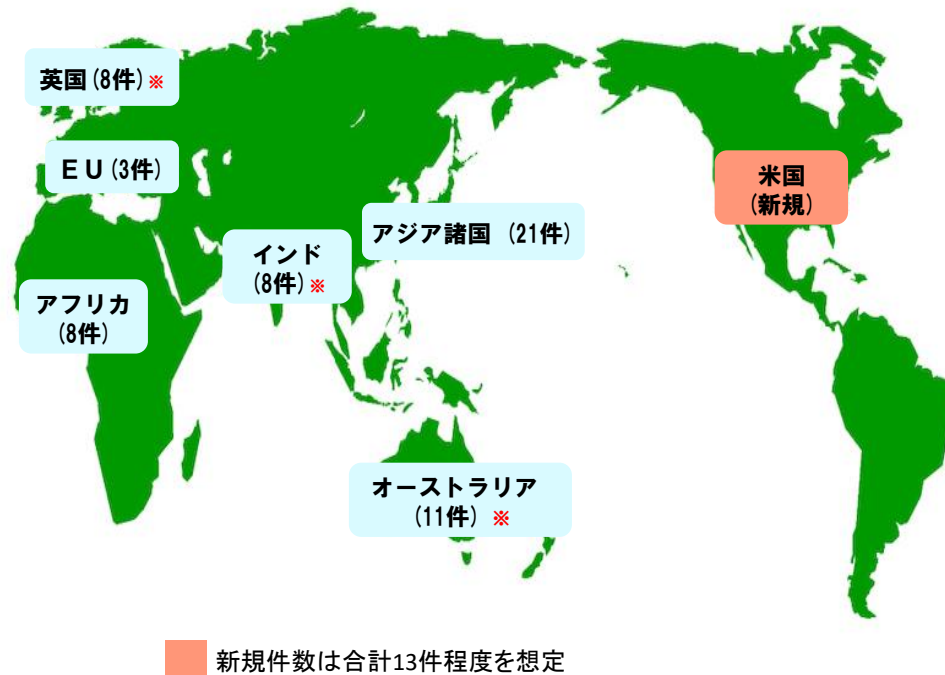 英国(8件)※
ＥＵ(3件)
米国
(新規)
アジア諸国 (21件)
インド
(8件)※
アフリカ
(8件)
オーストラリア
(11件) ※
新規件数は合計13件程度を想定